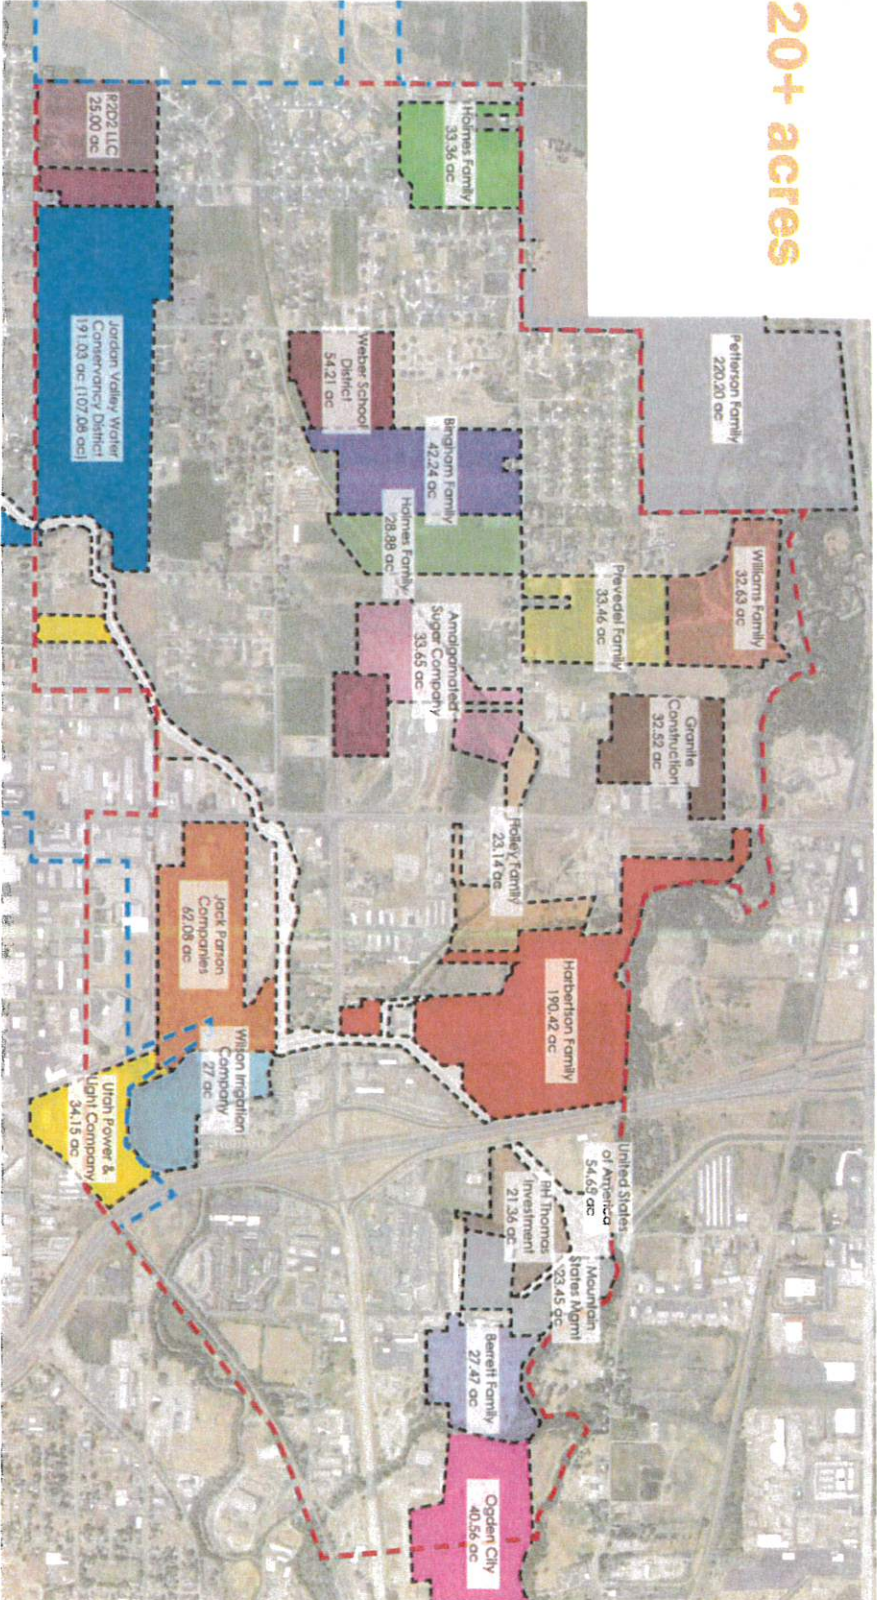 20+ acres
Petterson Family
220.20 ac
Holmes Family
33.36 ac
R2D2 LLC
25.00 ac
Jordan Valley Water
Conservancy District
191.03 ac (107.08 ac)
Weber School
District
54.21 ac
Bingham Family
42.24 ac
Holmes Family
28.88 ac
Williams Family
32.63 ac
Prevedel Family
33.46 ac
Amalgamated
Sugar Company
33.65 ac
Granite
Construction
32.52 ac
Holley Family
23.14 ac
Harbertson Family
190.42 ac
Jack Parson
Companies
62.08 ac
Wilson Irrigation
Company
27 ac
Utah Power &
Light Company
34.15 ac
United States
of America
54.65 ac
RH Thomas
Investment
21.36 ac
Mountain
States Mgmt
23.45 ac
Berrett Family
27.47 ac
Ogden City
40.56 ac